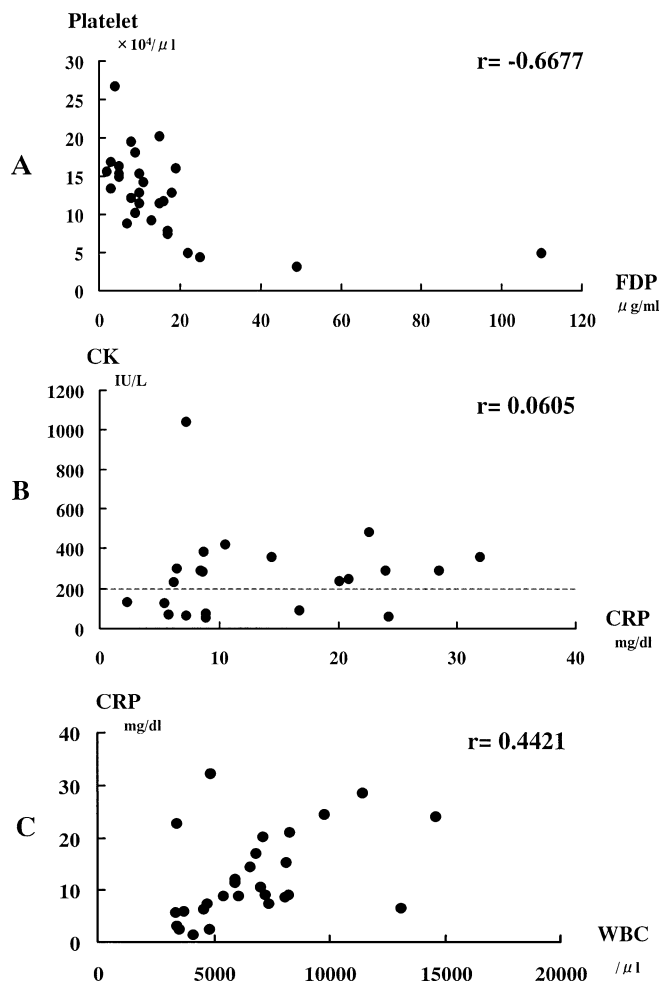 Platelet
×10⁴/μl
r= -0.6677
30
25
20
15
10
5
0
A
0 20 40 60 80 100 120
FDP
μg/ml
CK
IU/L
r= 0.0605
1200
1000
800
600
400
200
0
B
0 10 20 30 40
CRP
mg/dl
CRP
mg/dl
r= 0.4421
40
30
20
10
0
C
0 5000 10000 15000 20000
WBC
/μl